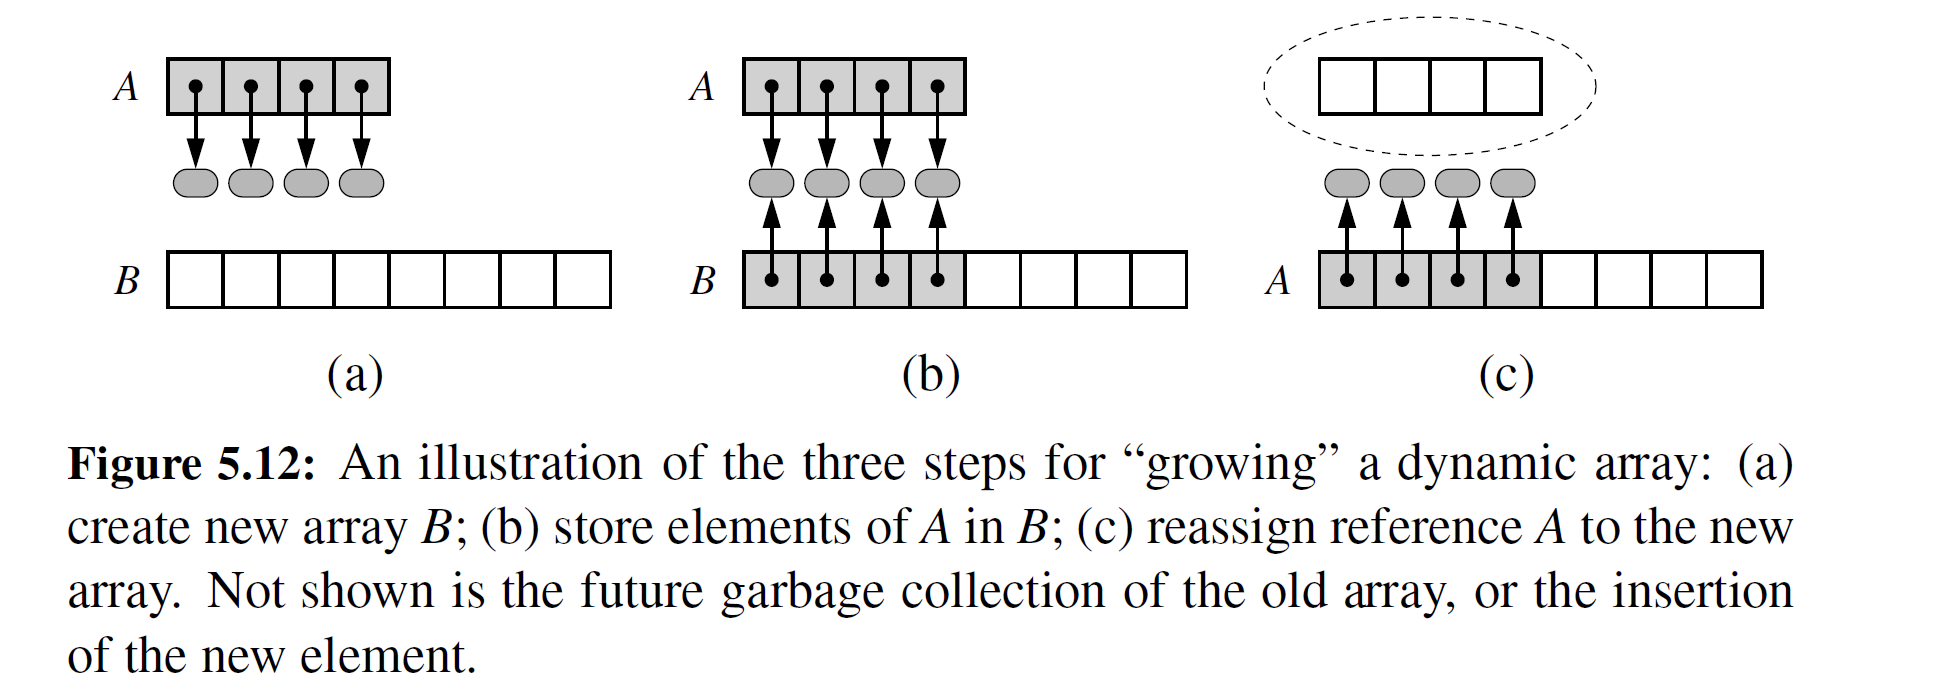 A A
B B A
(a) (b) (c)
Figure 5.12: An illustration of the three steps for “growing” a dynamic array: (a)
create new array B; (b) store elements of A in B; (c) reassign reference A to the new
array. Not shown is the future garbage collection of the old array, or the insertion
of the new element.